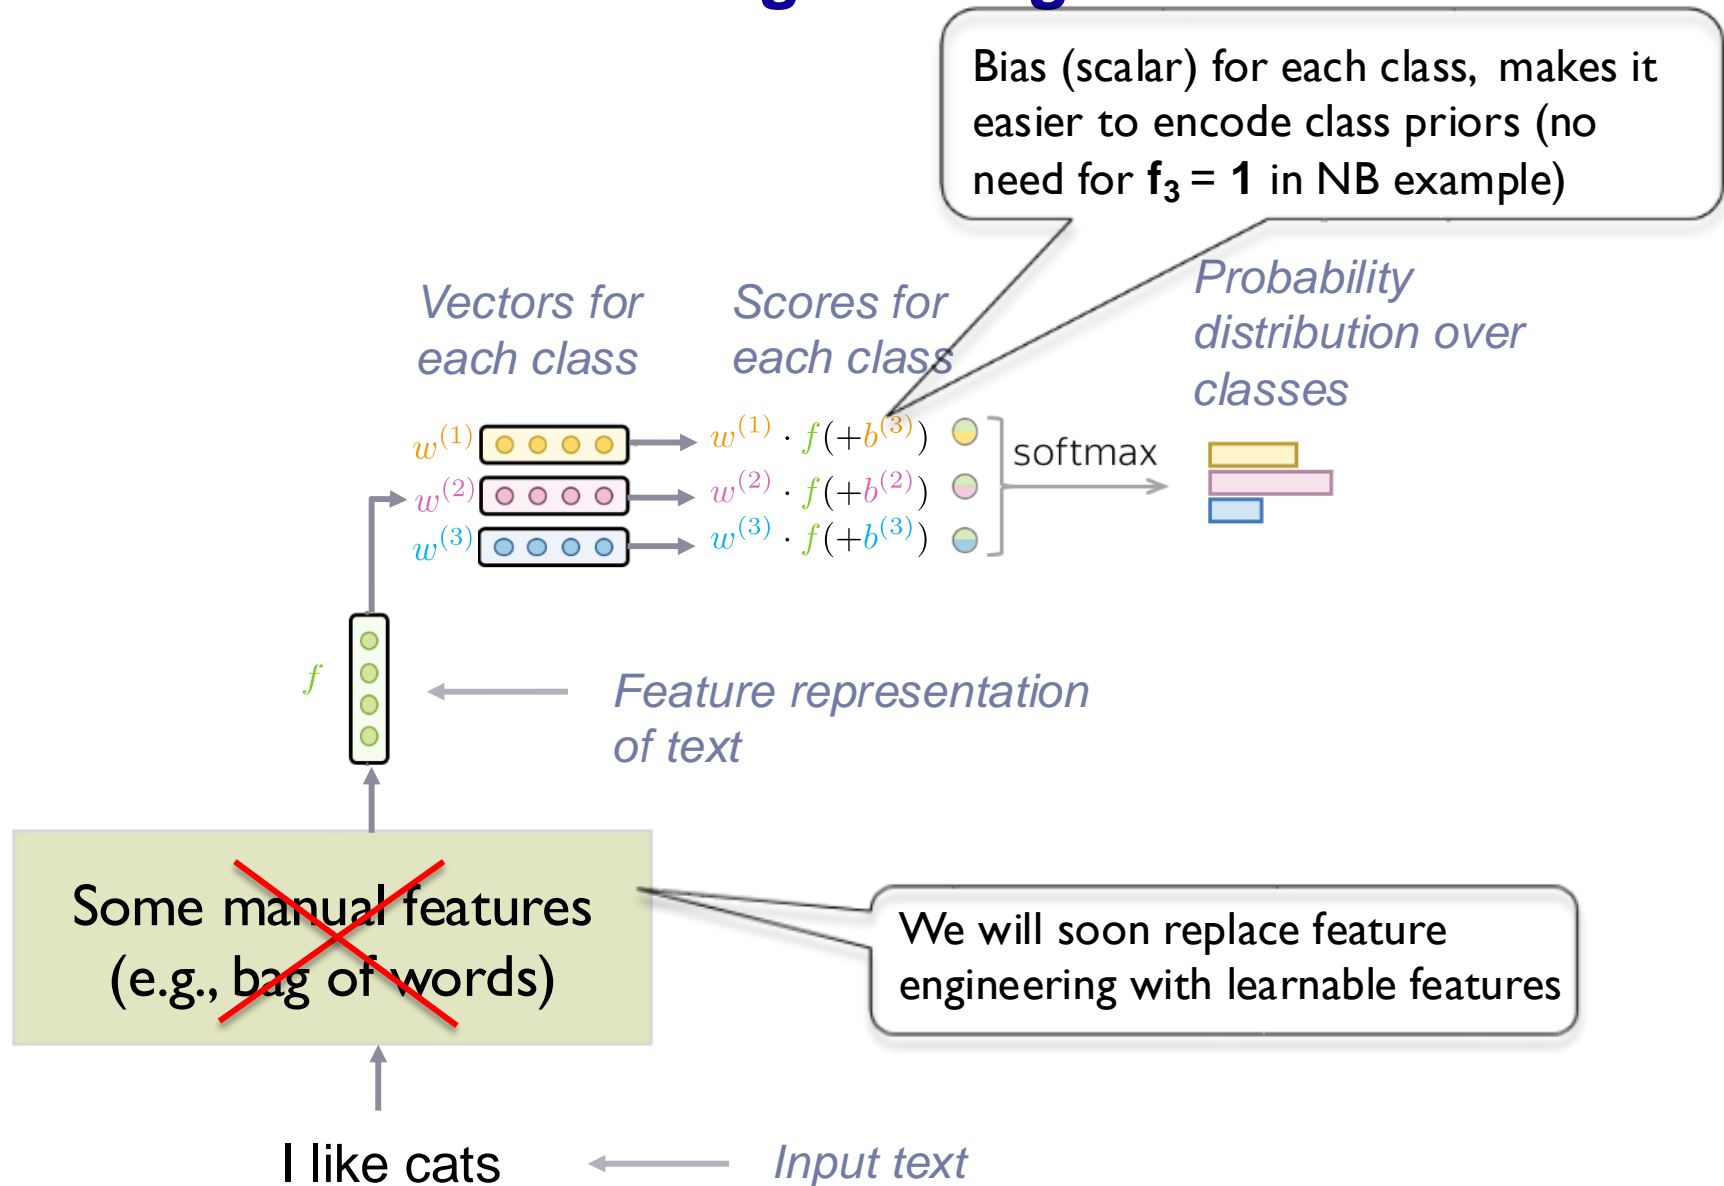 Bias (scalar) for each class, makes it
easier to encode class priors (no
need for f₃ = 1 in NB example)
Vectors for
each class
Scores for
each class
Probability
distribution over
classes
w⁽¹⁾
w⁽¹⁾ · f(+b⁽³⁾)
w⁽²⁾
w⁽²⁾ · f(+b⁽²⁾)
w⁽³⁾
w⁽³⁾ · f(+b⁽³⁾)
softmax
f
Feature representation
of text
Some manual features
(e.g., bag of words)
We will soon replace feature
engineering with learnable features
I like cats
Input text